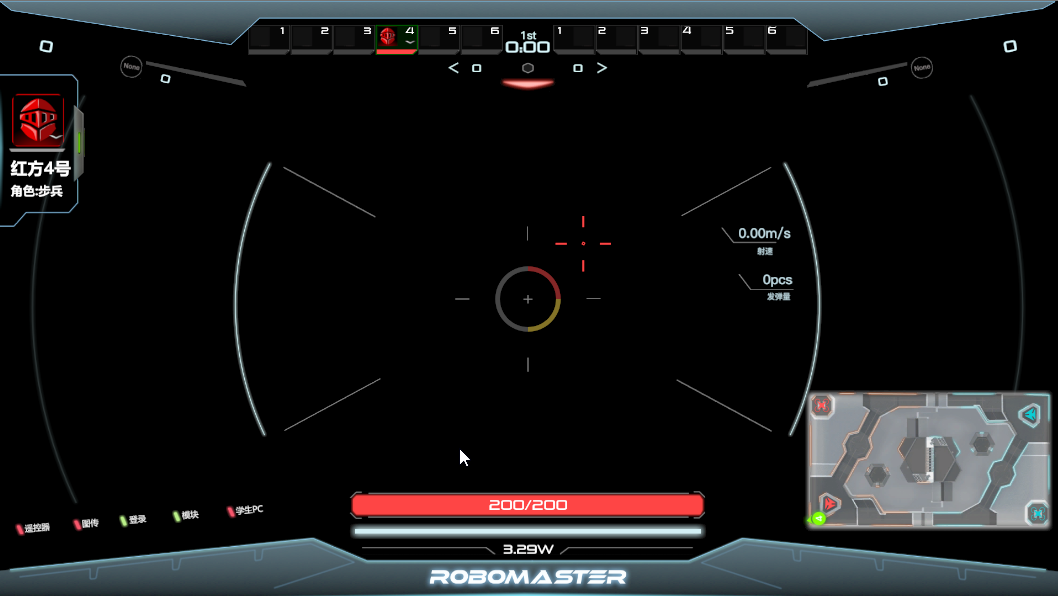 1 2 3 4 5 6
1st
0:00
1 2 3 4 5 6
None
None
红方4号
角色:步兵
0.00m/s
射速
0pcs
发弹量
遥控器 图传 登录 模块 学生PC
200/200
3.29W
ROBOMASTER